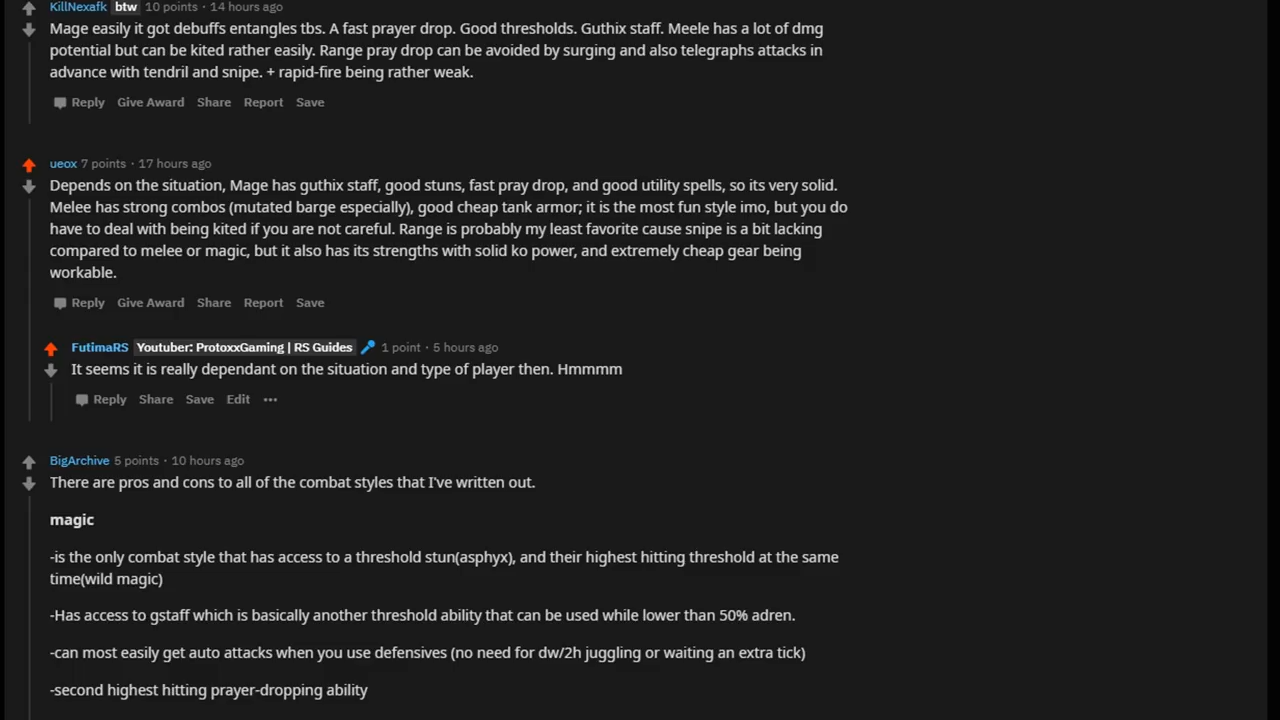 KillNexafk btw 10 points · 14 hours ago
Mage easily it got debuffs entangles tbs. A fast prayer drop. Good thresholds. Guthix staff. Meele has a lot of dmg
potential but can be kited rather easily. Range pray drop can be avoided by surging and also telegraphs attacks in
advance with tendril and snipe. + rapid-fire being rather weak.
Reply Give Award Share Report Save
ueox 7 points · 17 hours ago
Depends on the situation, Mage has guthix staff, good stuns, fast pray drop, and good utility spells, so its very solid.
Melee has strong combos (mutated barge especially), good cheap tank armor; it is the most fun style imo, but you do
have to deal with being kited if you are not careful. Range is probably my least favorite cause snipe is a bit lacking
compared to melee or magic, but it also has its strengths with solid ko power, and extremely cheap gear being
workable.
Reply Give Award Share Report Save
FutimaRS Youtuber: ProtoxxGaming | RS Guides 1 point · 5 hours ago
It seems it is really dependant on the situation and type of player then. Hmmmm
Reply Share Save Edit ···
BigArchive 5 points · 10 hours ago
There are pros and cons to all of the combat styles that I've written out.
magic
-is the only combat style that has access to a threshold stun(asphyx), and their highest hitting threshold at the same
time(wild magic)
-Has access to gstaff which is basically another threshold ability that can be used while lower than 50% adren.
-can most easily get auto attacks when you use defensives (no need for dw/2h juggling or waiting an extra tick)
-second highest hitting prayer-dropping ability